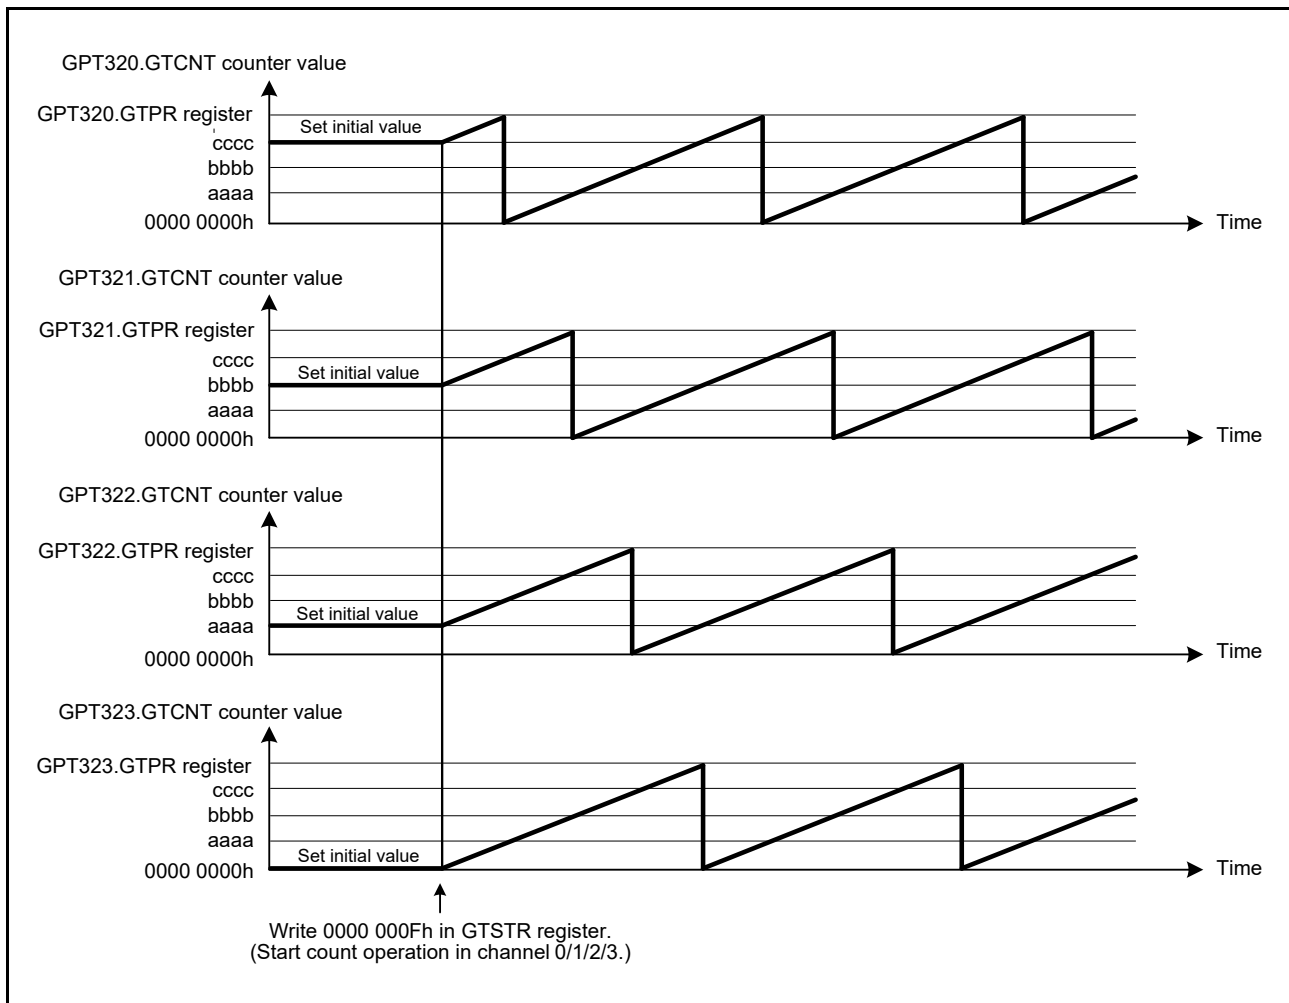 GPT320.GTCNT counter value
GPT320.GTPR register
Set initial value
cccc
bbbb
aaaa
0000 0000h
Time
GPT321.GTCNT counter value
GPT321.GTPR register
cccc
Set initial value
bbbb
aaaa
0000 0000h
Time
GPT322.GTCNT counter value
GPT322.GTPR register
cccc
bbbb
Set initial value
aaaa
0000 0000h
Time
GPT323.GTCNT counter value
GPT323.GTPR register
cccc
bbbb
aaaa
Set initial value
0000 0000h
Time
Write 0000 000Fh in GTSTR register.
(Start count operation in channel 0/1/2/3.)